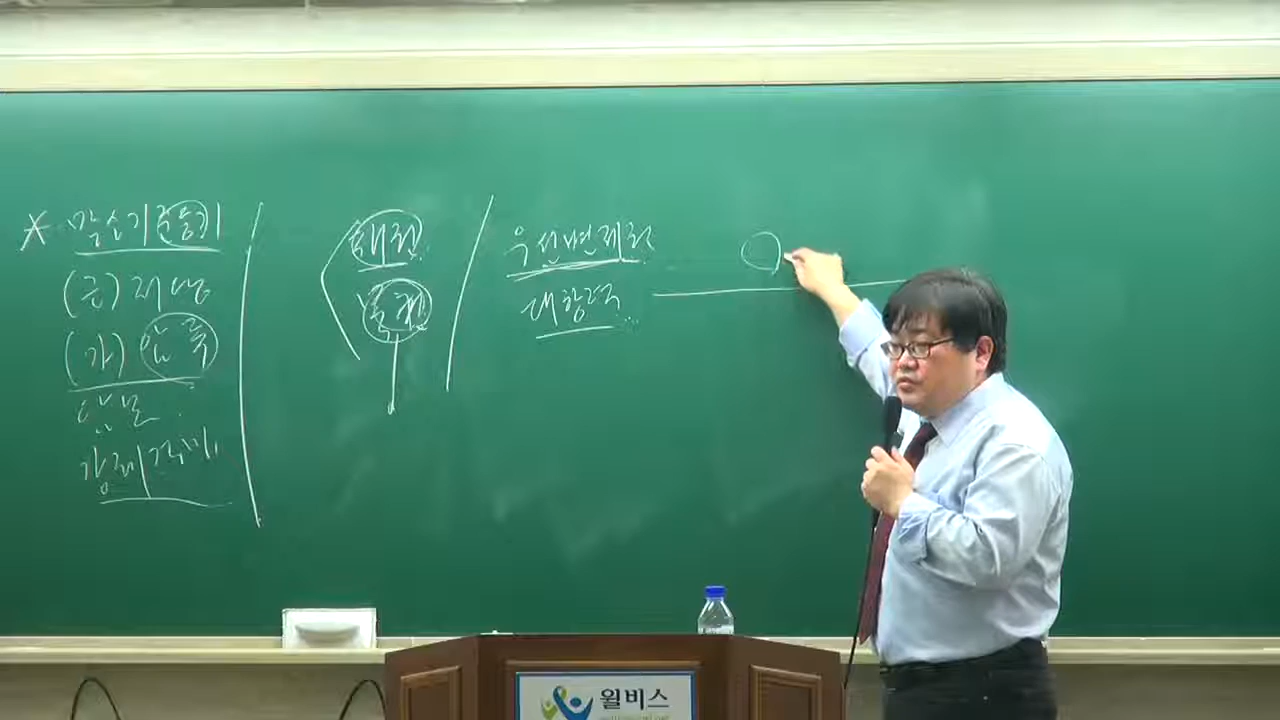 말소기준등기
(근)저당
(가)압류
담보
강제경매
채권
물권
우선변제권
대항력
윌비스